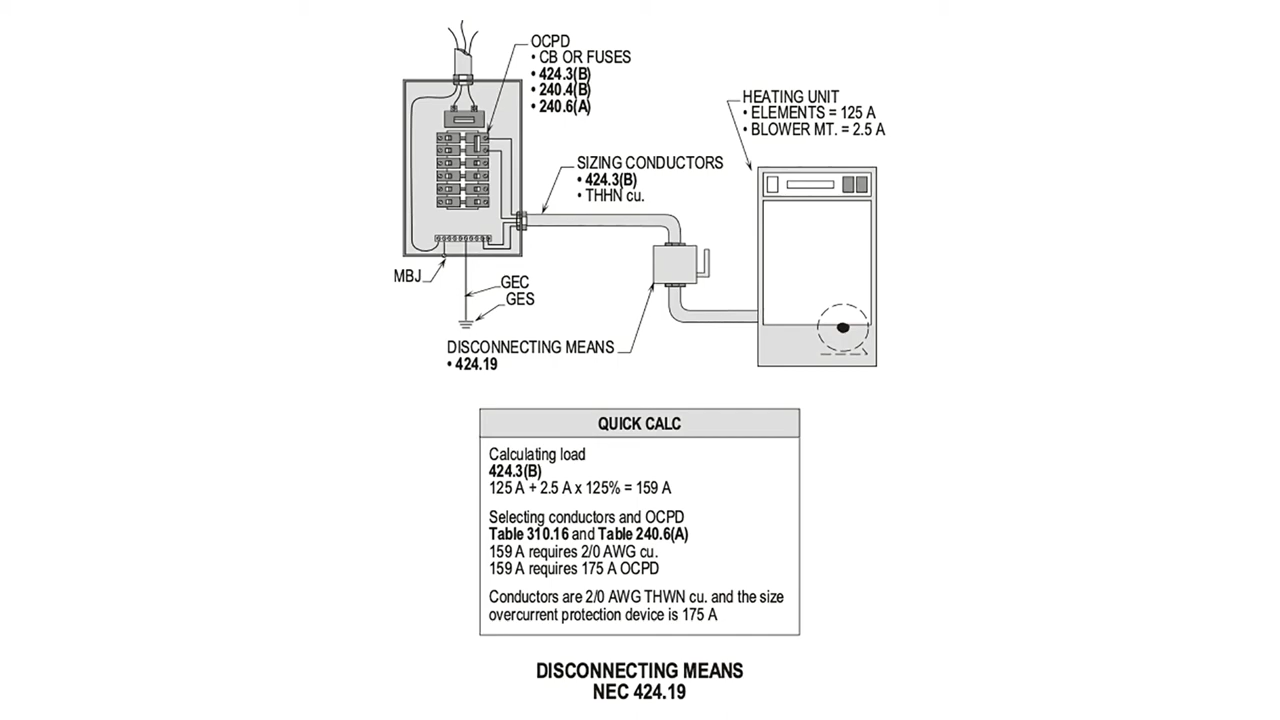 OCPD
• CB OR FUSES
• 424.3(B)
• 240.4(B)
• 240.6(A)
HEATING UNIT
• ELEMENTS = 125 A
• BLOWER MT. = 2.5 A
SIZING CONDUCTORS
• 424.3(B)
• THHN cu.
MBJ
GEC
GES
DISCONNECTING MEANS
• 424.19
QUICK CALC
Calculating load
424.3(B)
125 A + 2.5 A x 125% = 159 A
Selecting conductors and OCPD
Table 310.16 and Table 240.6(A)
159 A requires 2/0 AWG cu.
159 A requires 175 A OCPD
Conductors are 2/0 AWG THWN cu. and the size
overcurrent protection device is 175 A
DISCONNECTING MEANS
NEC 424.19